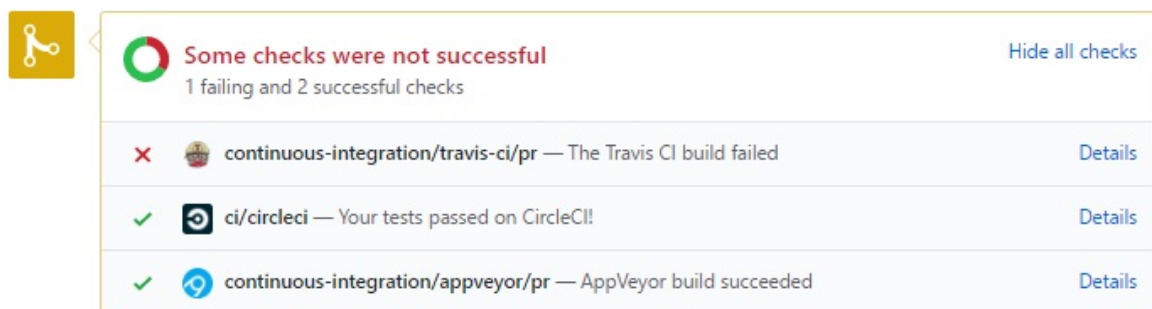 Some checks were not successful
Hide all checks
1 failing and 2 successful checks
continuous-integration/travis-ci/pr — The Travis CI build failed Details
ci/circleci — Your tests passed on CircleCI! Details
continuous-integration/appveyor/pr — AppVeyor build succeeded Details